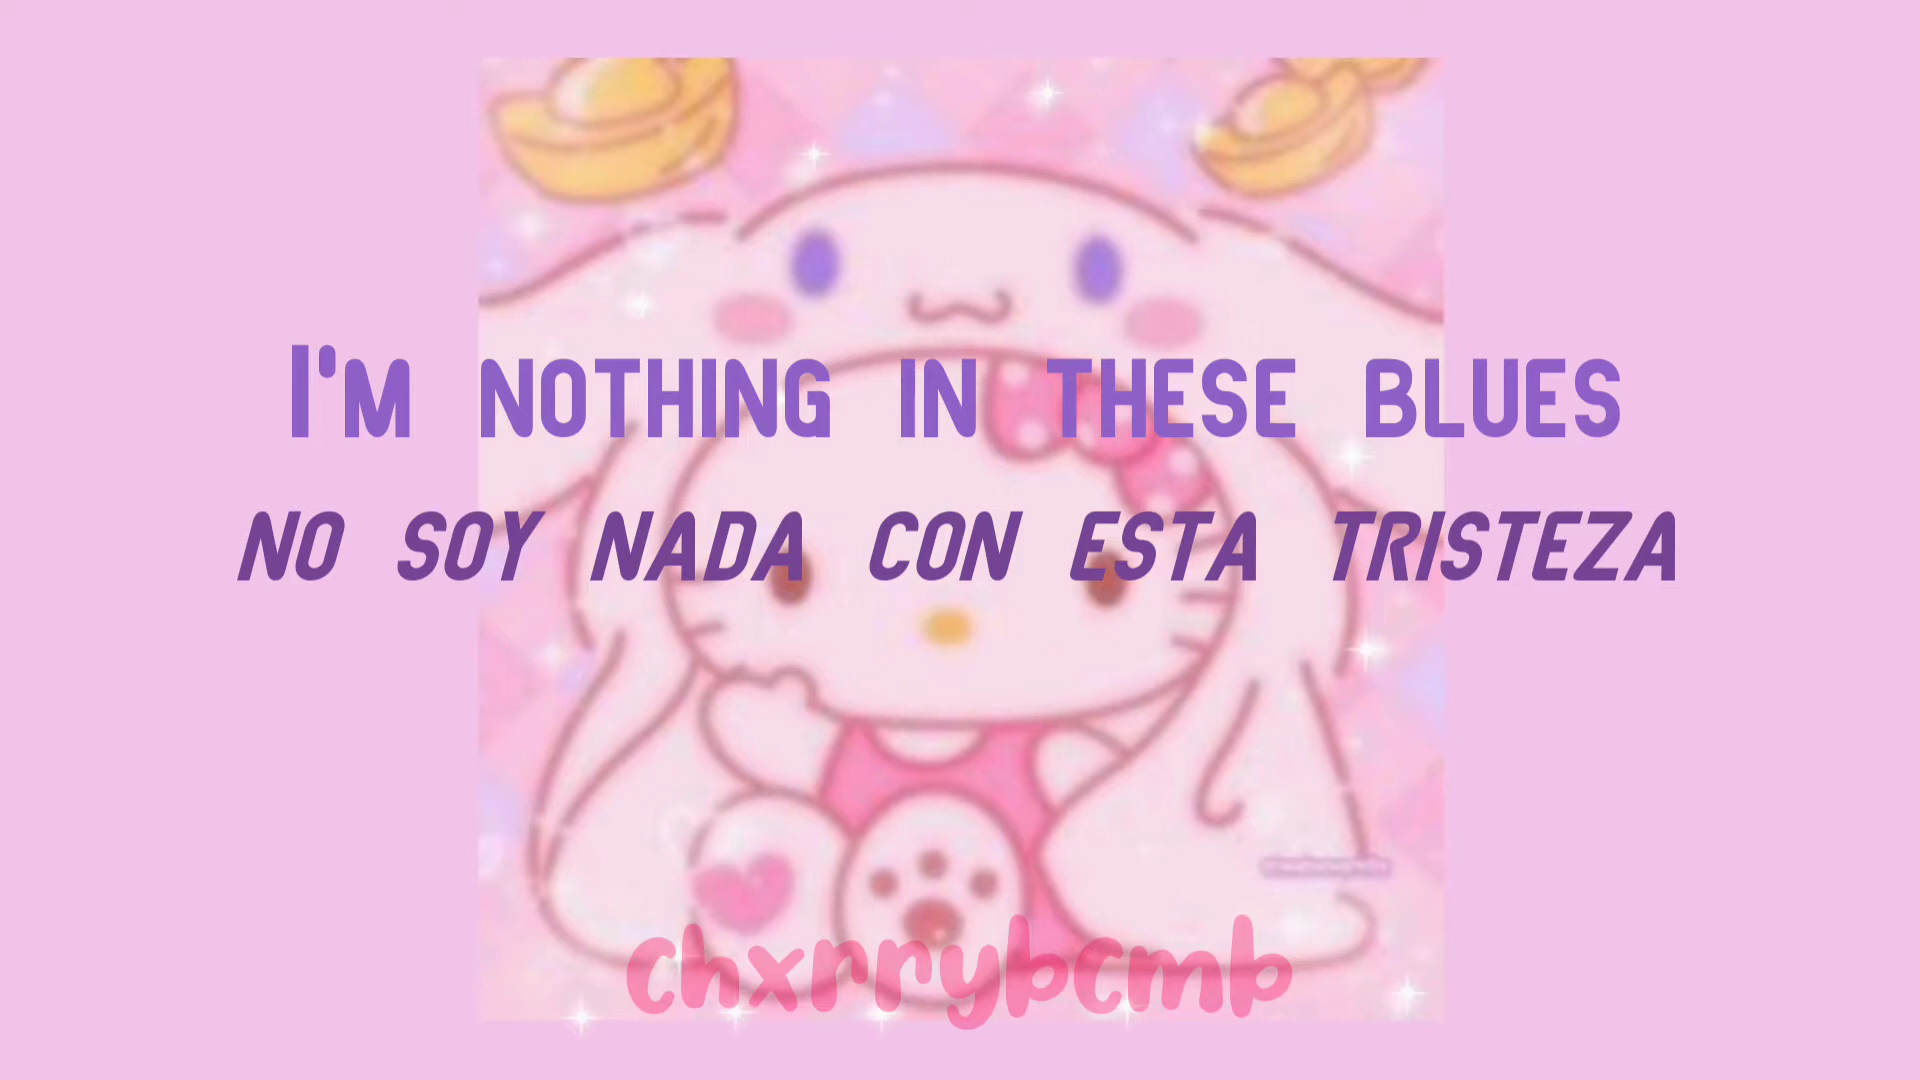 I'm nothing in these blues
NO SOY NADA CON ESTA TRISTEZA
chxrrybcmb